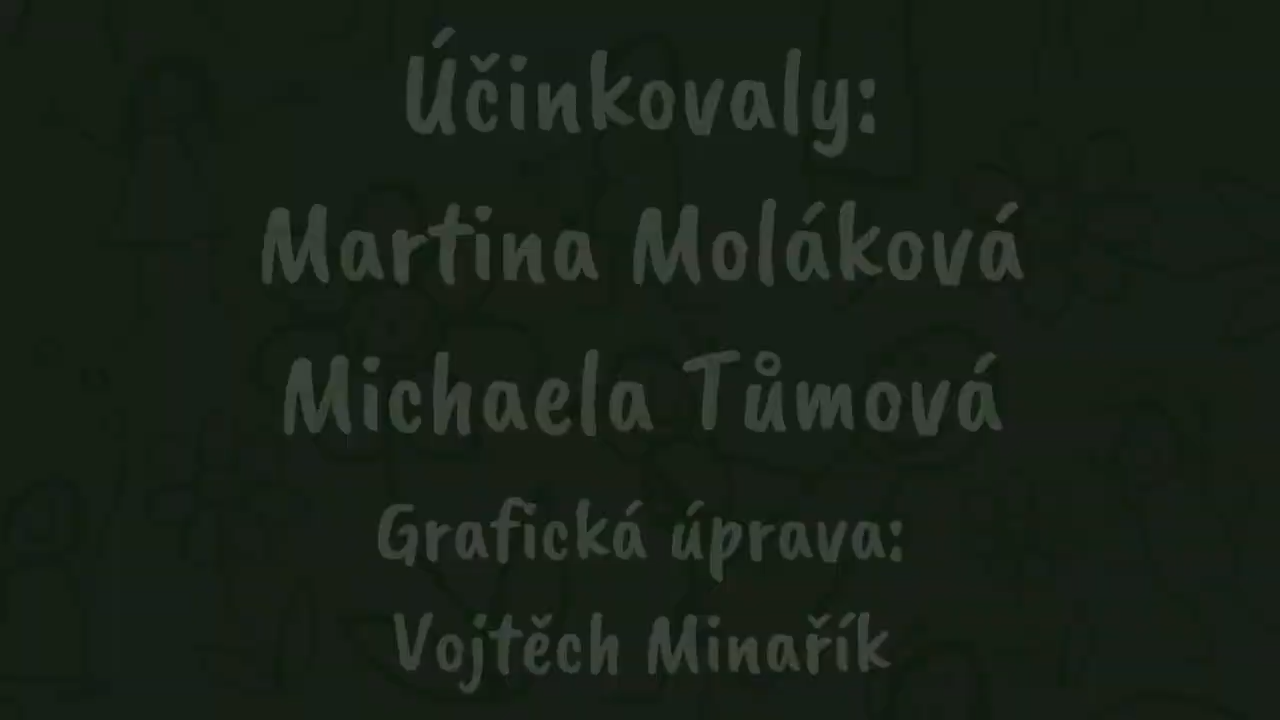 Účinkovaly:
Martina Moláková
Michaela Tůmová
Grafická úprava:
Vojtěch Minařík